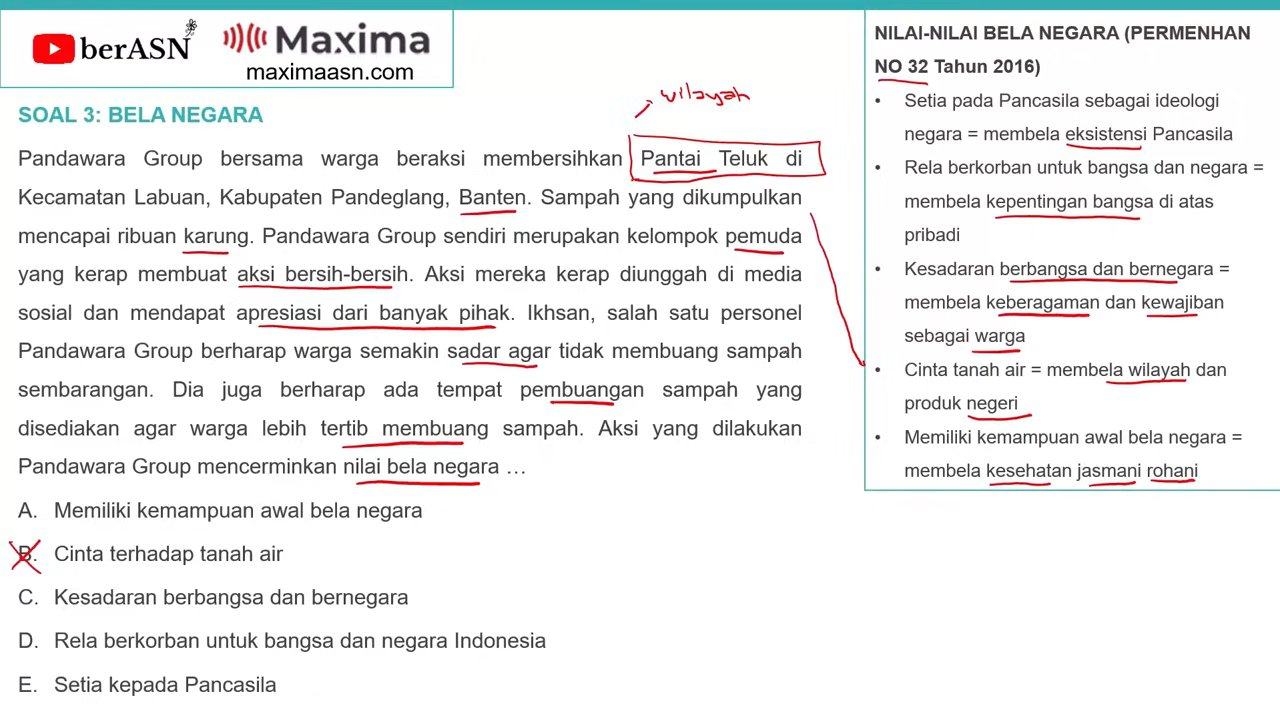 berASN
Maxima
maximaasn.com
SOAL 3: BELA NEGARA
wilayah
Pandawara Group bersama warga beraksi membersihkan Pantai Teluk di
Kecamatan Labuan, Kabupaten Pandeglang, Banten. Sampah yang dikumpulkan
mencapai ribuan karung. Pandawara Group sendiri merupakan kelompok pemuda
yang kerap membuat aksi bersih-bersih. Aksi mereka kerap diunggah di media
sosial dan mendapat apresiasi dari banyak pihak. Ikhsan, salah satu personel
Pandawara Group berharap warga semakin sadar agar tidak membuang sampah
sembarangan. Dia juga berharap ada tempat pembuangan sampah yang
disediakan agar warga lebih tertib membuang sampah. Aksi yang dilakukan
Pandawara Group mencerminkan nilai bela negara …
A. Memiliki kemampuan awal bela negara
B. Cinta terhadap tanah air
C. Kesadaran berbangsa dan bernegara
D. Rela berkorban untuk bangsa dan negara Indonesia
E. Setia kepada Pancasila
NILAI-NILAI BELA NEGARA (PERMENHAN
NO 32 Tahun 2016)
• Setia pada Pancasila sebagai ideologi
negara = membela eksistensi Pancasila
• Rela berkorban untuk bangsa dan negara =
membela kepentingan bangsa di atas
pribadi
• Kesadaran berbangsa dan bernegara =
membela keberagaman dan kewajiban
sebagai warga
• Cinta tanah air = membela wilayah dan
produk negeri
• Memiliki kemampuan awal bela negara =
membela kesehatan jasmani rohani